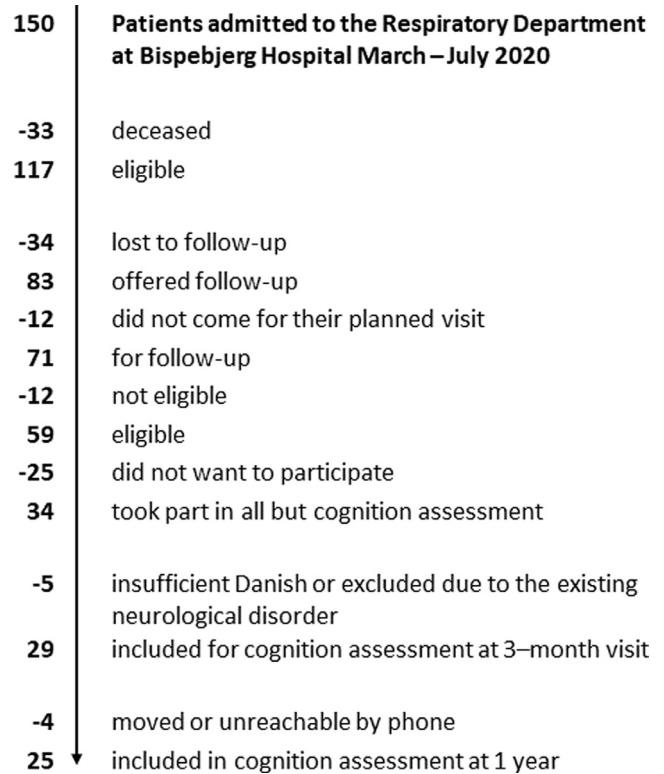 150 Patients admitted to the Respiratory Department
at Bispebjerg Hospital March – July 2020
-33 deceased
117 eligible
-34 lost to follow-up
83 offered follow-up
-12 did not come for their planned visit
71 for follow-up
-12 not eligible
59 eligible
-25 did not want to participate
34 took part in all but cognition assessment
-5 insufficient Danish or excluded due to the existing
neurological disorder
29 included for cognition assessment at 3–month visit
-4 moved or unreachable by phone
25 included in cognition assessment at 1 year